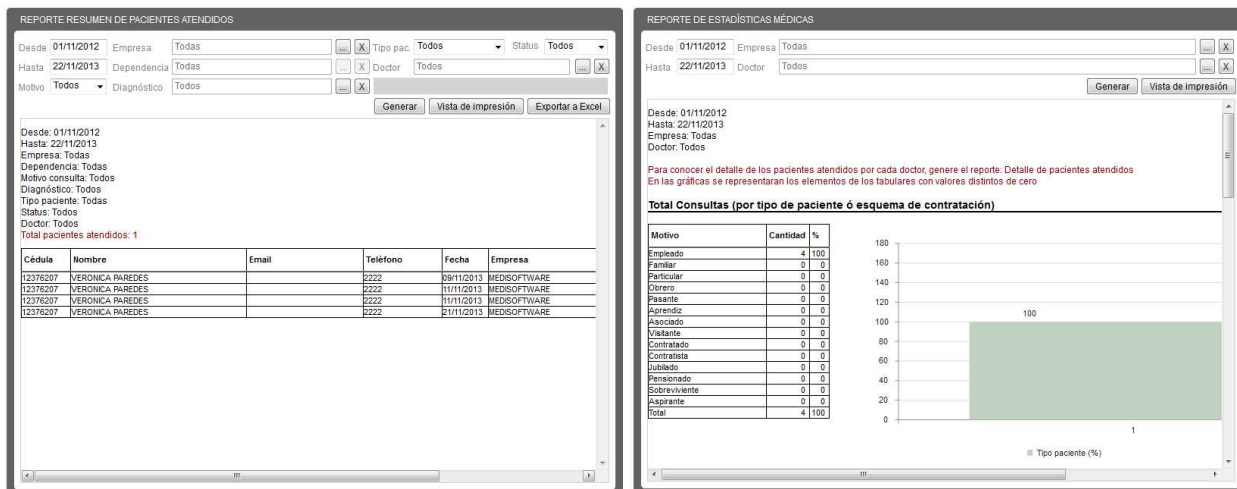 REPORTE RESUMEN DE PACIENTES ATENDIDOS
Desde 01/11/2012 Empresa Todas ... X Tipo pac. Todos Status Todos
Hasta 22/11/2013 Dependencia Todas ... X Doctor Todos ... X
Motivo Todos Diagnóstico Todos ... X
Generar Vista de impresión Exportar a Excel
Desde: 01/11/2012
Hasta: 22/11/2013
Empresa: Todas
Dependencia: Todas
Motivo consulta: Todos
Diagnóstico: Todos
Tipo paciente: Todas
Status: Todos
Doctor: Todos
Total pacientes atendidos: 1
Cédula Nombre Email Teléfono Fecha Empresa
12376207 VERONICA PAREDES 2222 09/11/2013 MEDISOFTWARE
12376207 VERONICA PAREDES 2222 11/11/2013 MEDISOFTWARE
12376207 VERONICA PAREDES 2222 11/11/2013 MEDISOFTWARE
12376207 VERONICA PAREDES 2222 21/11/2013 MEDISOFTWARE
REPORTE DE ESTADÍSTICAS MÉDICAS
Desde 01/11/2012 Empresa Todas ... X
Hasta 22/11/2013 Doctor Todos ... X
Generar Vista de impresión
Desde: 01/11/2012
Hasta: 22/11/2013
Empresa: Todas
Doctor: Todos
Para conocer el detalle de los pacientes atendidos por cada doctor, genere el reporte: Detalle de pacientes atendidos
En las gráficas se representaran los elementos de los tabulares con valores distintos de cero
Total Consultas (por tipo de paciente ó esquema de contratación)
Motivo Cantidad %
Empleado 4 100
Familiar 0 0
Particular 0 0
Obrero 0 0
Pasante 0 0
Aprendiz 0 0
Asociado 0 0
Visitante 0 0
Contratado 0 0
Contratista 0 0
Jubilado 0 0
Pensionado 0 0
Sobreviviente 0 0
Aspirante 0 0
Total 4 100
180
160
140
120
100
80
60
40
20
0
100
1
Tipo paciente (%)